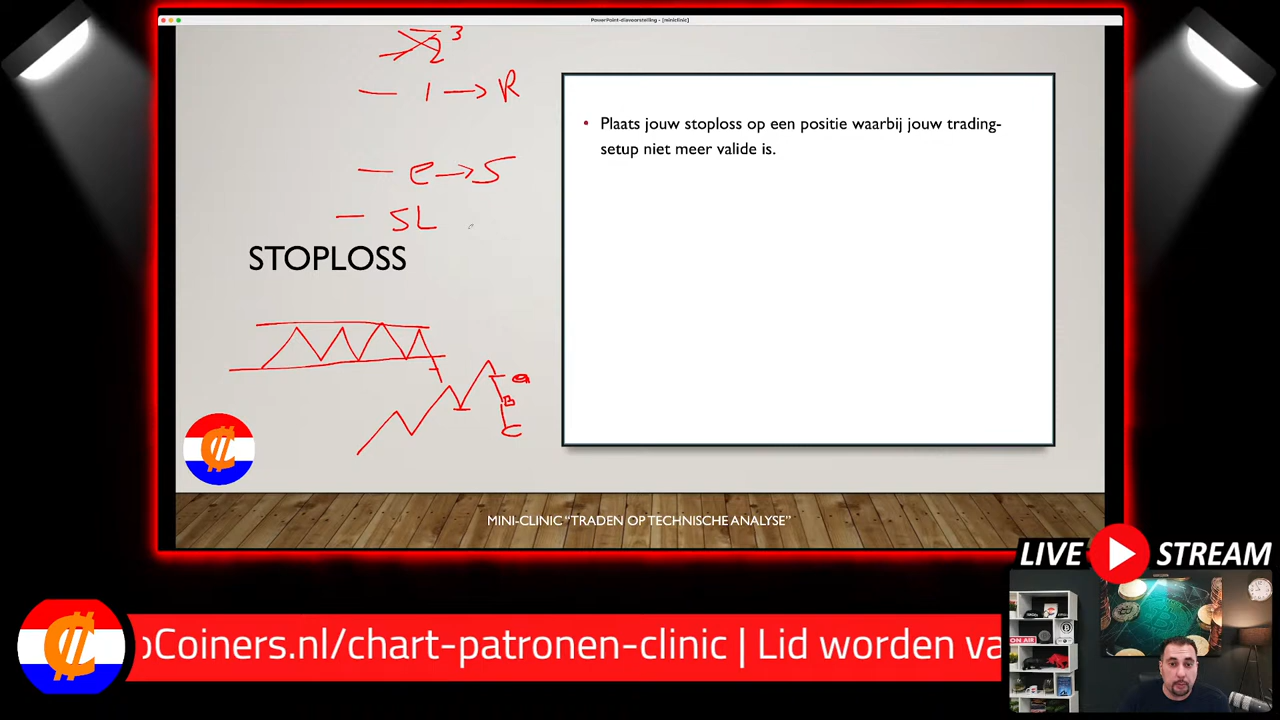 PowerPoint-diavoorstelling - [miniclinic]
3
2
— 1 → R
— e → S
— SL
STOPLOSS
• Plaats jouw stoploss op een positie waarbij jouw trading-
setup niet meer valide is.
a
B
C
MINI-CLINIC “TRADEN OP TECHNISCHE ANALYSE”
LIVE STREAM
oCoiners.nl/chart-patronen-clinic | Lid worden va
ON AIR